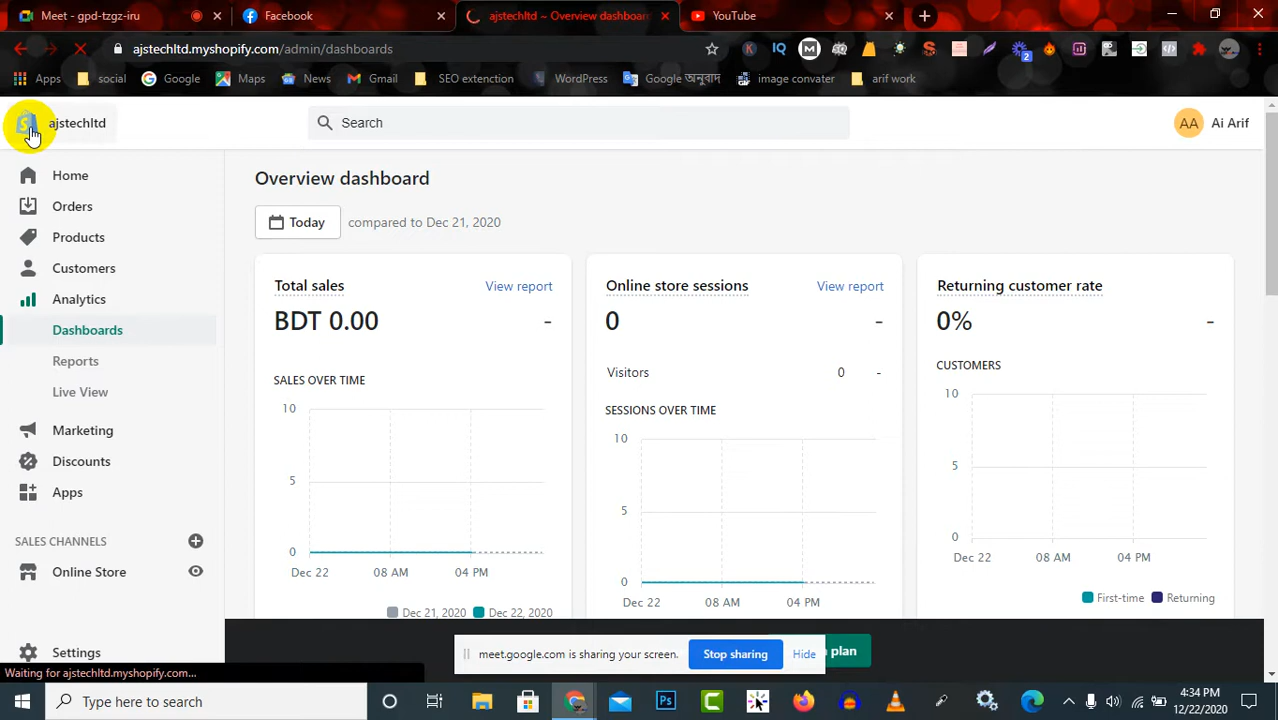 Meet - gpd-tzgz-iru
Facebook
ajstechltd ~ Overview dashboard
YouTube
ajstechltd.myshopify.com/admin/dashboards
Apps
social
Google
Maps
News
Gmail
SEO extenction
WordPress
Google অনুবাদ
image convater
arif work
ajstechltd
Search
AA
Ai Arif
Home
Orders
Products
Customers
Analytics
Dashboards
Reports
Live View
Marketing
Discounts
Apps
SALES CHANNELS
Online Store
Settings
Overview dashboard
Today
compared to Dec 21, 2020
Total sales
View report
BDT 0.00
-
SALES OVER TIME
10
5
0
Dec 22
08 AM
04 PM
Dec 21, 2020
Dec 22, 2020
Online store sessions
View report
0
-
Visitors
0
-
SESSIONS OVER TIME
10
5
0
Dec 22
08 AM
04 PM
Returning customer rate
0%
-
CUSTOMERS
10
5
0
Dec 22
08 AM
04 PM
First-time
Returning
meet.google.com is sharing your screen.
Stop sharing
Hide
plan
Waiting for ajstechltd.myshopify.com...
Type here to search
4:34 PM
12/22/2020